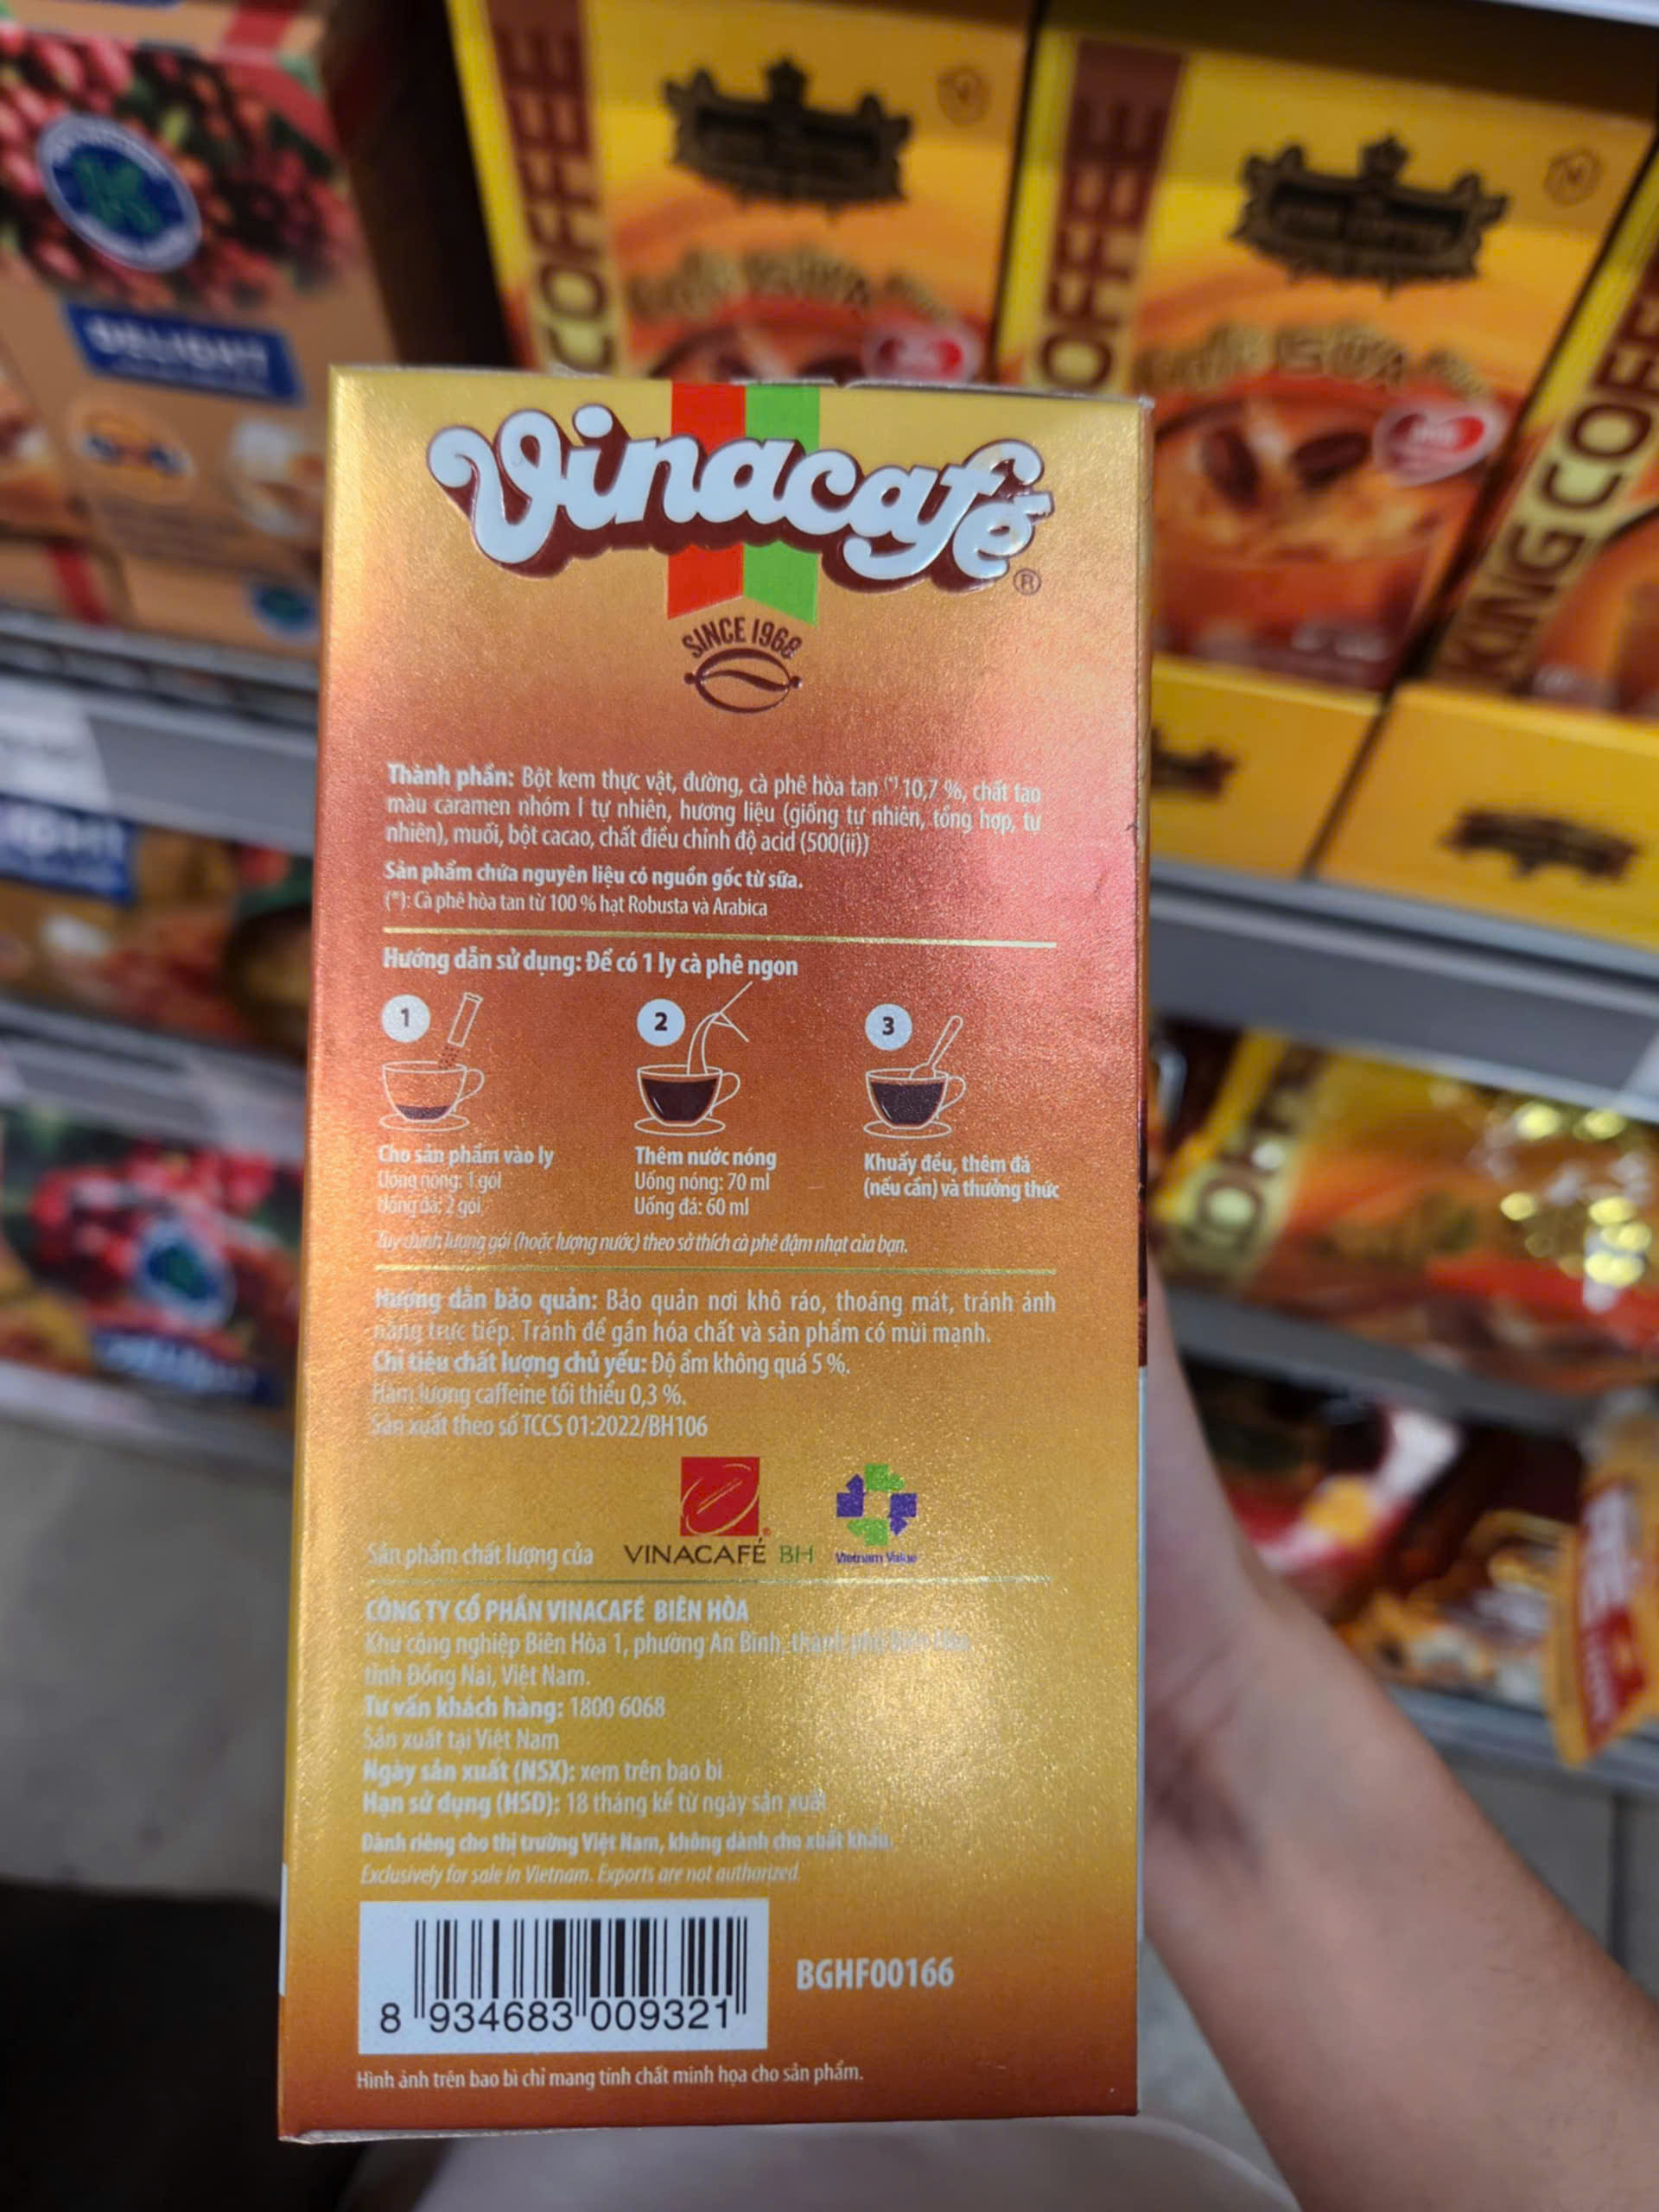 COFFEE
OFFEE
KING COFFEE
DELIGHT
Vinacafé
®
SINCE 1968
Thành phần: Bột kem thực vật, đường, cà phê hòa tan (*) 10,7 %, chất tạo
màu caramen nhóm I tự nhiên, hương liệu (giống tự nhiên, tổng hợp, tự
nhiên), muối, bột cacao, chất điều chỉnh độ acid (500(ii))
Sản phẩm chứa nguyên liệu có nguồn gốc từ sữa.
(*): Cà phê hòa tan từ 100 % hạt Robusta và Arabica
Hướng dẫn sử dụng: Để có 1 ly cà phê ngon
1
2
3
Cho sản phẩm vào ly
Uống nóng: 1 gói
Uống đá: 2 gói
Thêm nước nóng
Uống nóng: 70 ml
Uống đá: 60 ml
Khuấy đều, thêm đá
(nếu cần) và thưởng thức
Tùy chỉnh lượng gói (hoặc lượng nước) theo sở thích cà phê đậm nhạt của bạn.
Hướng dẫn bảo quản: Bảo quản nơi khô ráo, thoáng mát, tránh ánh
nắng trực tiếp. Tránh để gần hóa chất và sản phẩm có mùi mạnh.
Chỉ tiêu chất lượng chủ yếu: Độ ẩm không quá 5 %.
Hàm lượng caffeine tối thiểu 0,3 %.
Sản xuất theo số TCCS 01:2022/BH106
Sản phẩm chất lượng của
VINACAFÉ BH
Vietnam Value
CÔNG TY CỔ PHẦN VINACAFÉ BIÊN HÒA
Khu công nghiệp Biên Hòa 1, phường An Bình, thành phố Biên Hòa,
tỉnh Đồng Nai, Việt Nam.
Tư vấn khách hàng: 1800 6068
Sản xuất tại Việt Nam
Ngày sản xuất (NSX): xem trên bao bì
Hạn sử dụng (HSD): 18 tháng kể từ ngày sản xuất
Dành riêng cho thị trường Việt Nam, không dành cho xuất khẩu.
Exclusively for sale in Vietnam. Exports are not authorized.
8 934683 009321
BGHF00166
Hình ảnh trên bao bì chỉ mang tính chất minh họa cho sản phẩm.